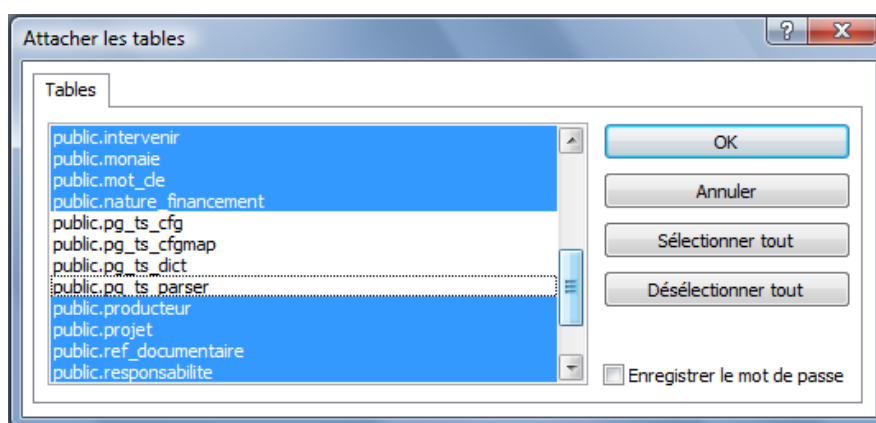 Attacher les tables
Tables
public.intervenir
public.monaie
public.mot_cle
public.nature_financement
public.pg_ts_cfg
public.pg_ts_cfgmap
public.pg_ts_dict
public.pg_ts_parser
public.producteur
public.projet
public.ref_documentaire
public.responsabilite
OK
Annuler
Sélectionner tout
Désélectionner tout
Enregistrer le mot de passe